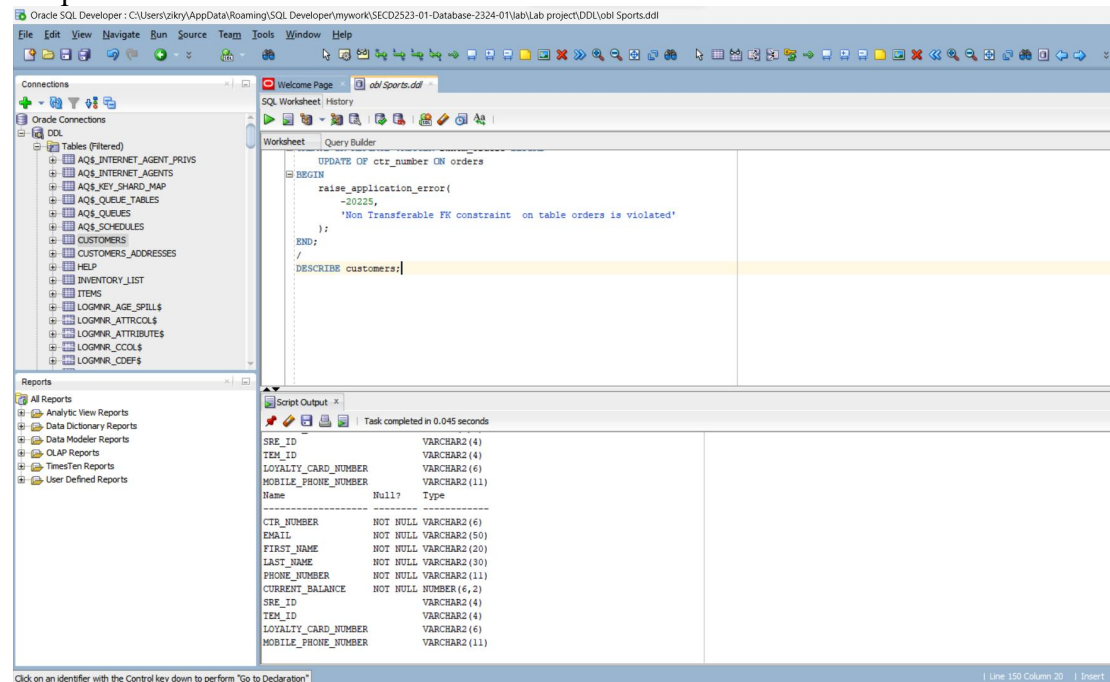 Oracle SQL Developer : C:\Users\zikry\AppData\Roaming\SQL Developer\mywork\SECD2523-01-Database-2324-01\lab\Lab project\DDL\obl Sports.ddl
File Edit View Navigate Run Source Team Tools Window Help
Connections
Oracle Connections
DDL
Tables (Filtered)
AQ$_INTERNET_AGENT_PRIVS
AQ$_INTERNET_AGENTS
AQ$_KEY_SHARD_MAP
AQ$_QUEUE_TABLES
AQ$_QUEUES
AQ$_SCHEDULES
CUSTOMERS
CUSTOMERS_ADDRESSES
HELP
INVENTORY_LIST
ITEMS
LOGMNR_AGE_SPILL$
LOGMNR_ATTRCOL$
LOGMNR_ATTRIBUTE$
LOGMNR_CCOL$
LOGMNR_CDEF$
Reports
All Reports
Analytic View Reports
Data Dictionary Reports
Data Modeler Reports
OLAP Reports
TimesTen Reports
User Defined Reports
Welcome Page obl Sports.ddl
SQL Worksheet History
Worksheet Query Builder
UPDATE OF ctr_number ON orders
BEGIN
raise_application_error(
-20225,
'Non Transferable FK constraint  on table orders is violated'
);
END;
/
DESCRIBE customers;
Script Output
Task completed in 0.045 seconds
SRE_ID VARCHAR2(4)
TEM_ID VARCHAR2(4)
LOYALTY_CARD_NUMBER VARCHAR2(6)
MOBILE_PHONE_NUMBER VARCHAR2(11)
Name Null? Type
------------------- -------- ------------
CTR_NUMBER NOT NULL VARCHAR2(6)
EMAIL NOT NULL VARCHAR2(50)
FIRST_NAME NOT NULL VARCHAR2(20)
LAST_NAME NOT NULL VARCHAR2(30)
PHONE_NUMBER NOT NULL VARCHAR2(11)
CURRENT_BALANCE NOT NULL NUMBER(6,2)
SRE_ID VARCHAR2(4)
TEM_ID VARCHAR2(4)
LOYALTY_CARD_NUMBER VARCHAR2(6)
MOBILE_PHONE_NUMBER VARCHAR2(11)
Click on an identifier with the Control key down to perform "Go to Declaration"
| Line 150 Column 20 | Insert